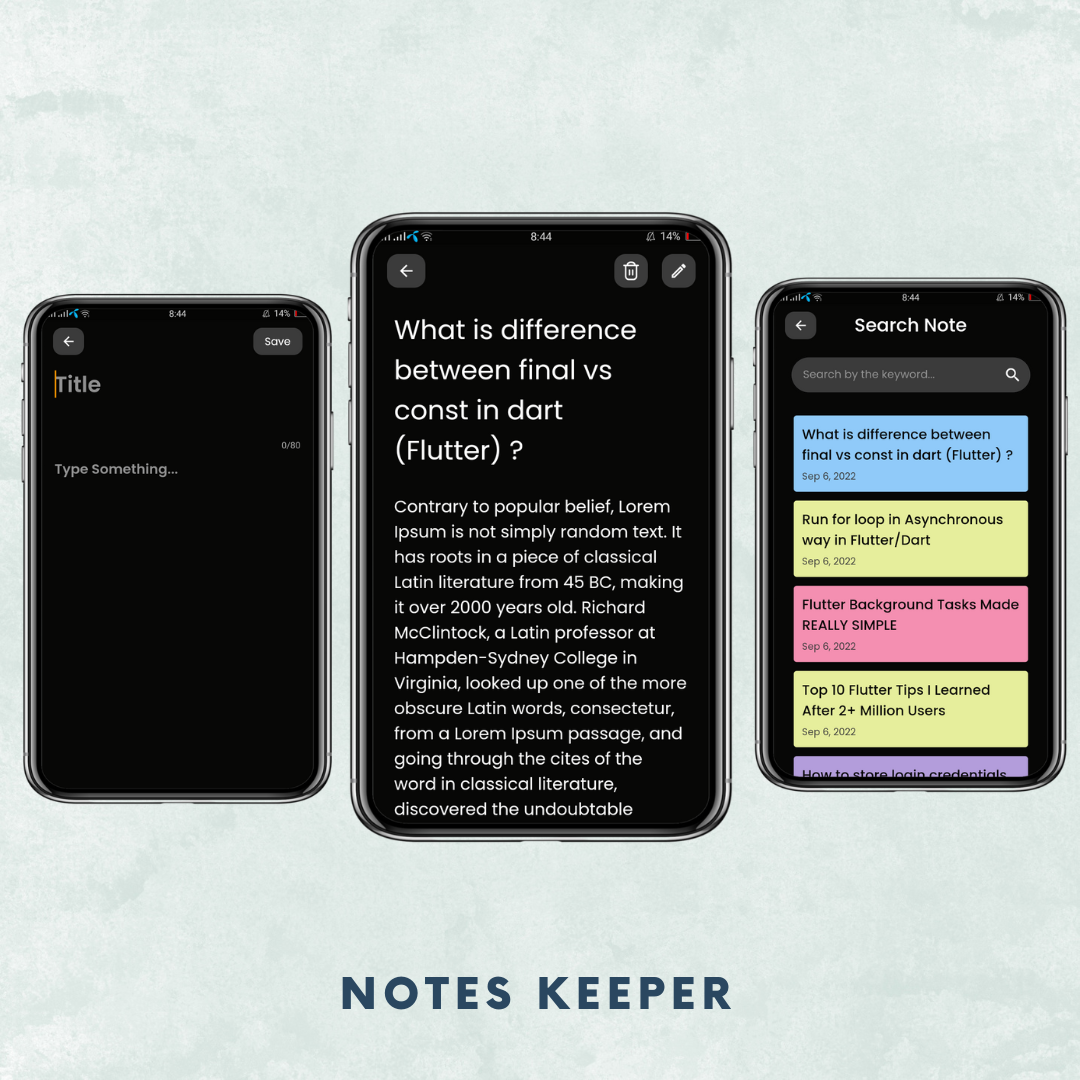 8:44
14%
Save
Title
0/80
Type Something...
8:44
14%
What is difference
between final vs
const in dart
(Flutter) ?
Contrary to popular belief, Lorem
Ipsum is not simply random text. It
has roots in a piece of classical
Latin literature from 45 BC, making
it over 2000 years old. Richard
McClintock, a Latin professor at
Hampden-Sydney College in
Virginia, looked up one of the more
obscure Latin words, consectetur,
from a Lorem Ipsum passage, and
going through the cites of the
word in classical literature,
discovered the undoubtable
8:44
14%
Search Note
Search by the keyword...
What is difference between
final vs const in dart (Flutter) ?
Sep 6, 2022
Run for loop in Asynchronous
way in Flutter/Dart
Sep 6, 2022
Flutter Background Tasks Made
REALLY SIMPLE
Sep 6, 2022
Top 10 Flutter Tips I Learned
After 2+ Million Users
Sep 6, 2022
How to store login credentials
NOTES KEEPER